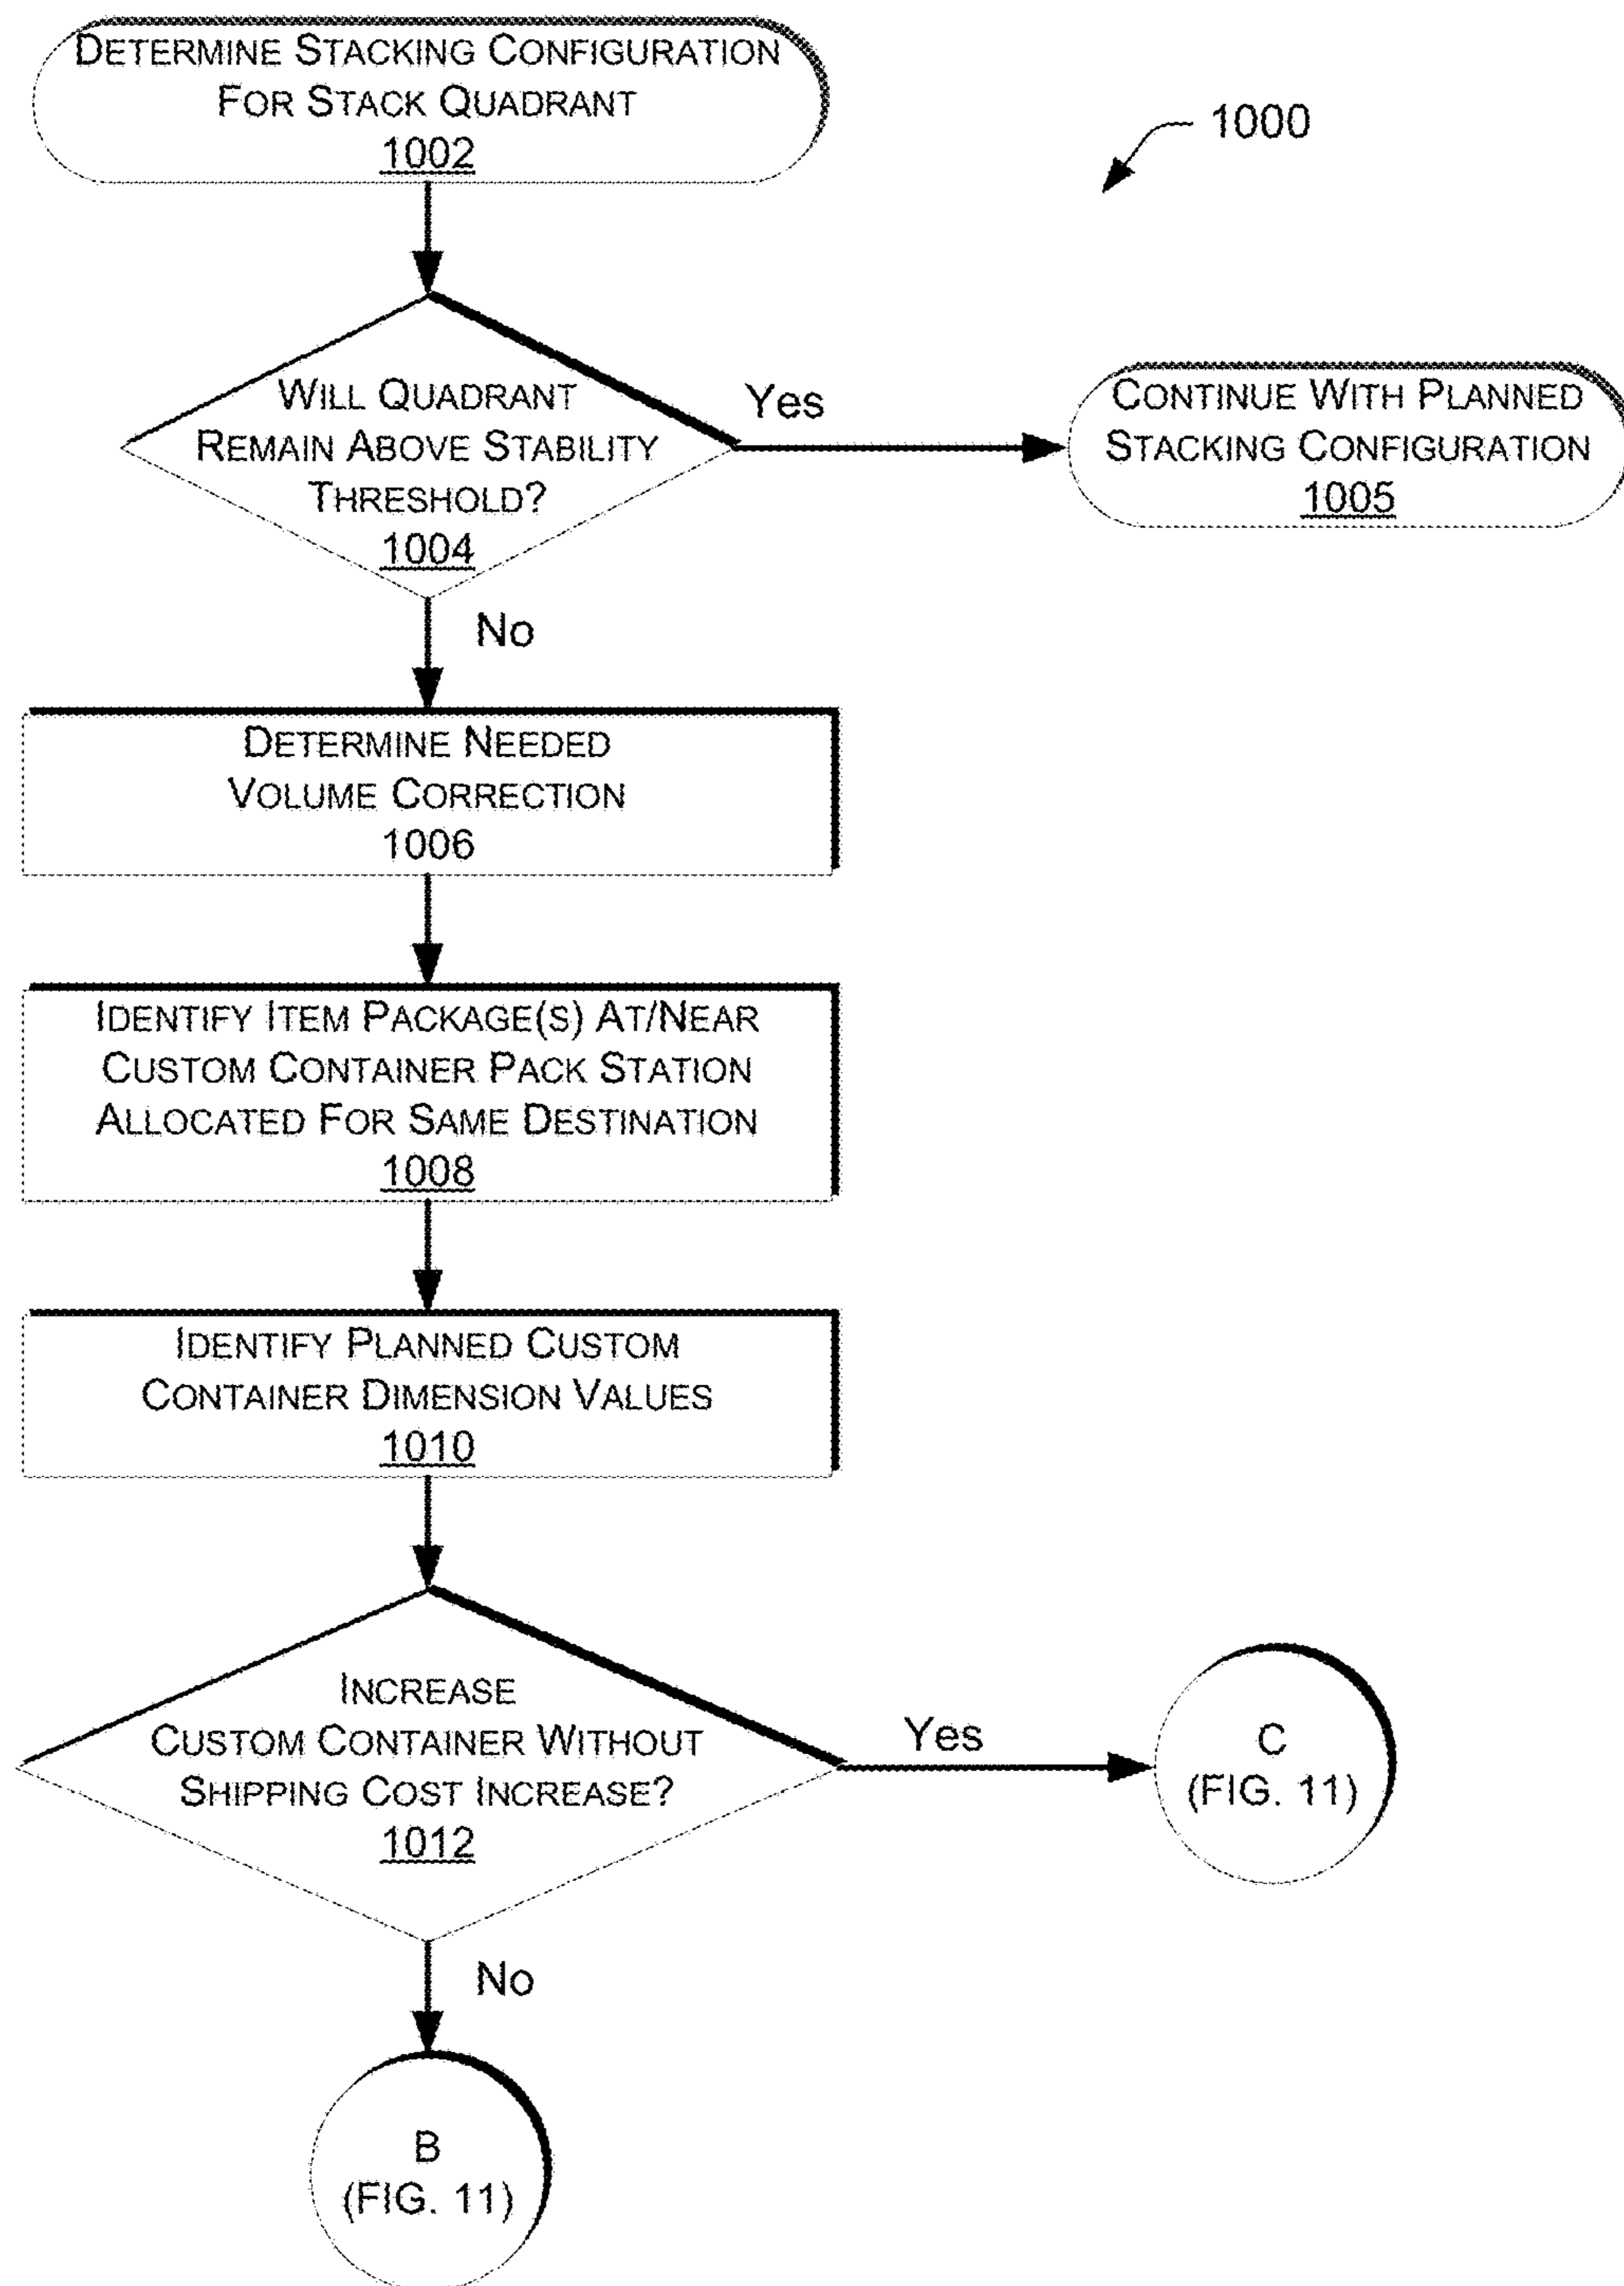 DETERMINE STACKING CONFIGURATION
FOR STACK QUADRANT
1002
1000
WILL QUADRANT
REMAIN ABOVE STABILITY
THRESHOLD?
1004
Yes
CONTINUE WITH PLANNED
STACKING CONFIGURATION
1005
No
DETERMINE NEEDED
VOLUME CORRECTION
1006
IDENTIFY ITEM PACKAGE(S) AT/NEAR
CUSTOM CONTAINER PACK STATION
ALLOCATED FOR SAME DESTINATION
1008
IDENTIFY PLANNED CUSTOM
CONTAINER DIMENSION VALUES
1010
INCREASE
CUSTOM CONTAINER WITHOUT
SHIPPING COST INCREASE?
1012
Yes
C
(FIG. 11)
No
B
(FIG. 11)